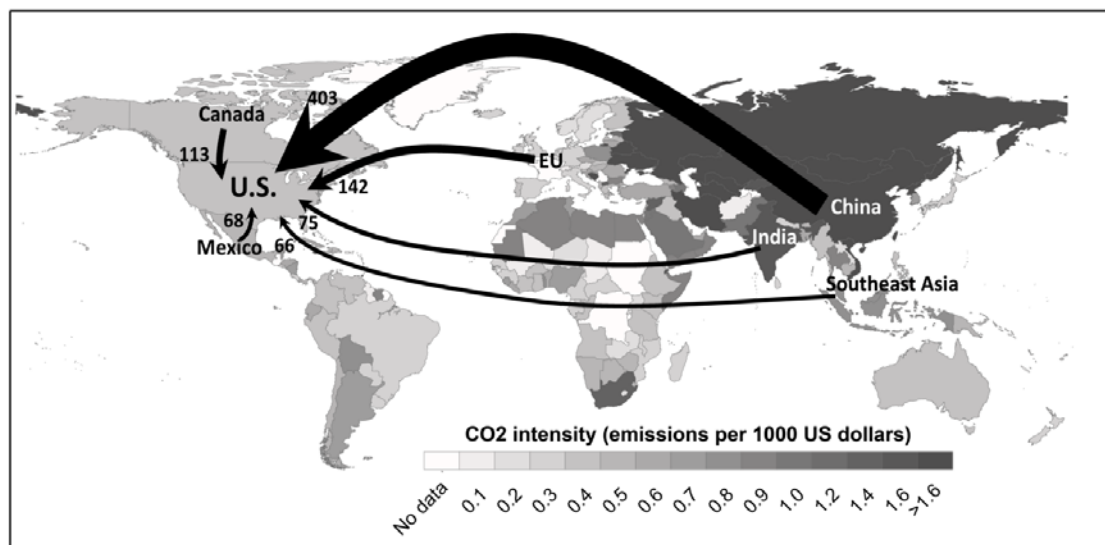 403
Canada
113
EU
U.S.
142
China
68
75
India
Mexico
66
Southeast Asia
CO2 intensity (emissions per 1000 US dollars)
No data
0.1
0.2
0.3
0.4
0.5
0.6
0.7
0.8
0.9
1.0
1.2
1.4
1.6
>1.6